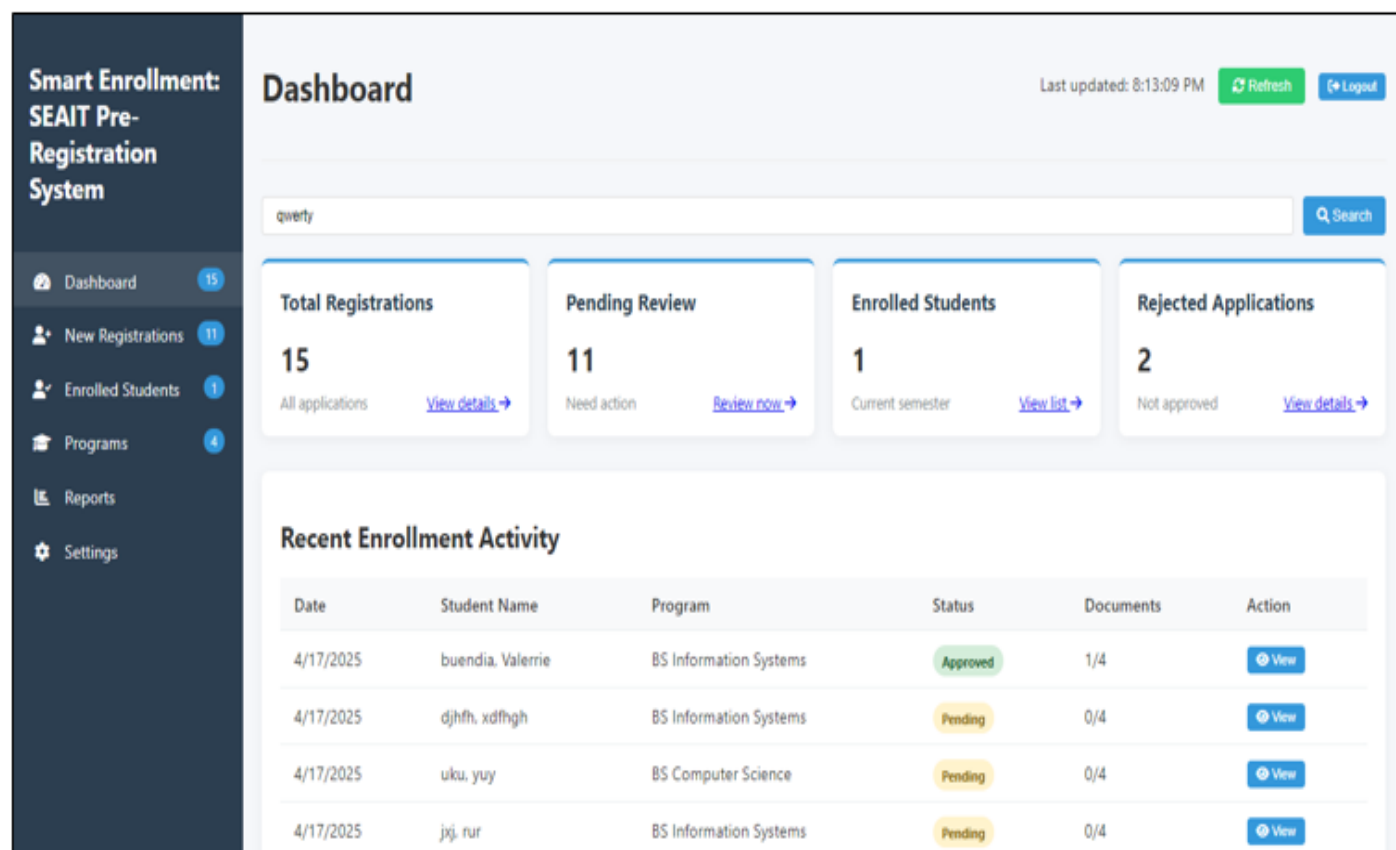 Smart Enrollment:
SEAIT Pre-
Registration
System
Dashboard 15
New Registrations 11
Enrolled Students 1
Programs 4
Reports
Settings
Dashboard
Last updated: 8:13:09 PM Refresh Logout
qwerty Search
Total Registrations
15
All applications View details
Pending Review
11
Need action Review now
Enrolled Students
1
Current semester View list
Rejected Applications
2
Not approved View details
Recent Enrollment Activity
Date Student Name Program Status Documents Action
4/17/2025 buendia, Valerrie BS Information Systems Approved 1/4 View
4/17/2025 djhfh, xdfhgh BS Information Systems Pending 0/4 View
4/17/2025 uku, yuy BS Computer Science Pending 0/4 View
4/17/2025 jxj, rur BS Information Systems Pending 0/4 View